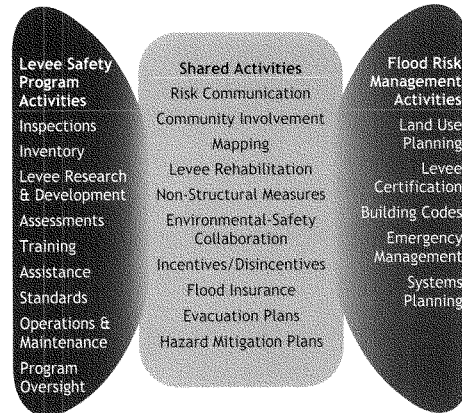 Levee Safety
Program
Activities
Inspections
Inventory
Levee Research
& Development
Assessments
Training
Assistance
Standards
Operations &
Maintenance
Program
Oversight
Shared Activities
Risk Communication
Community Involvement
Mapping
Levee Rehabilitation
Non-Structural Measures
Environmental-Safety
Collaboration
Incentives/Disincentives
Flood Insurance
Evacuation Plans
Hazard Mitigation Plans
Flood Risk
Management
Activities
Land Use
Planning
Levee
Certification
Building Codes
Emergency
Management
Systems
Planning